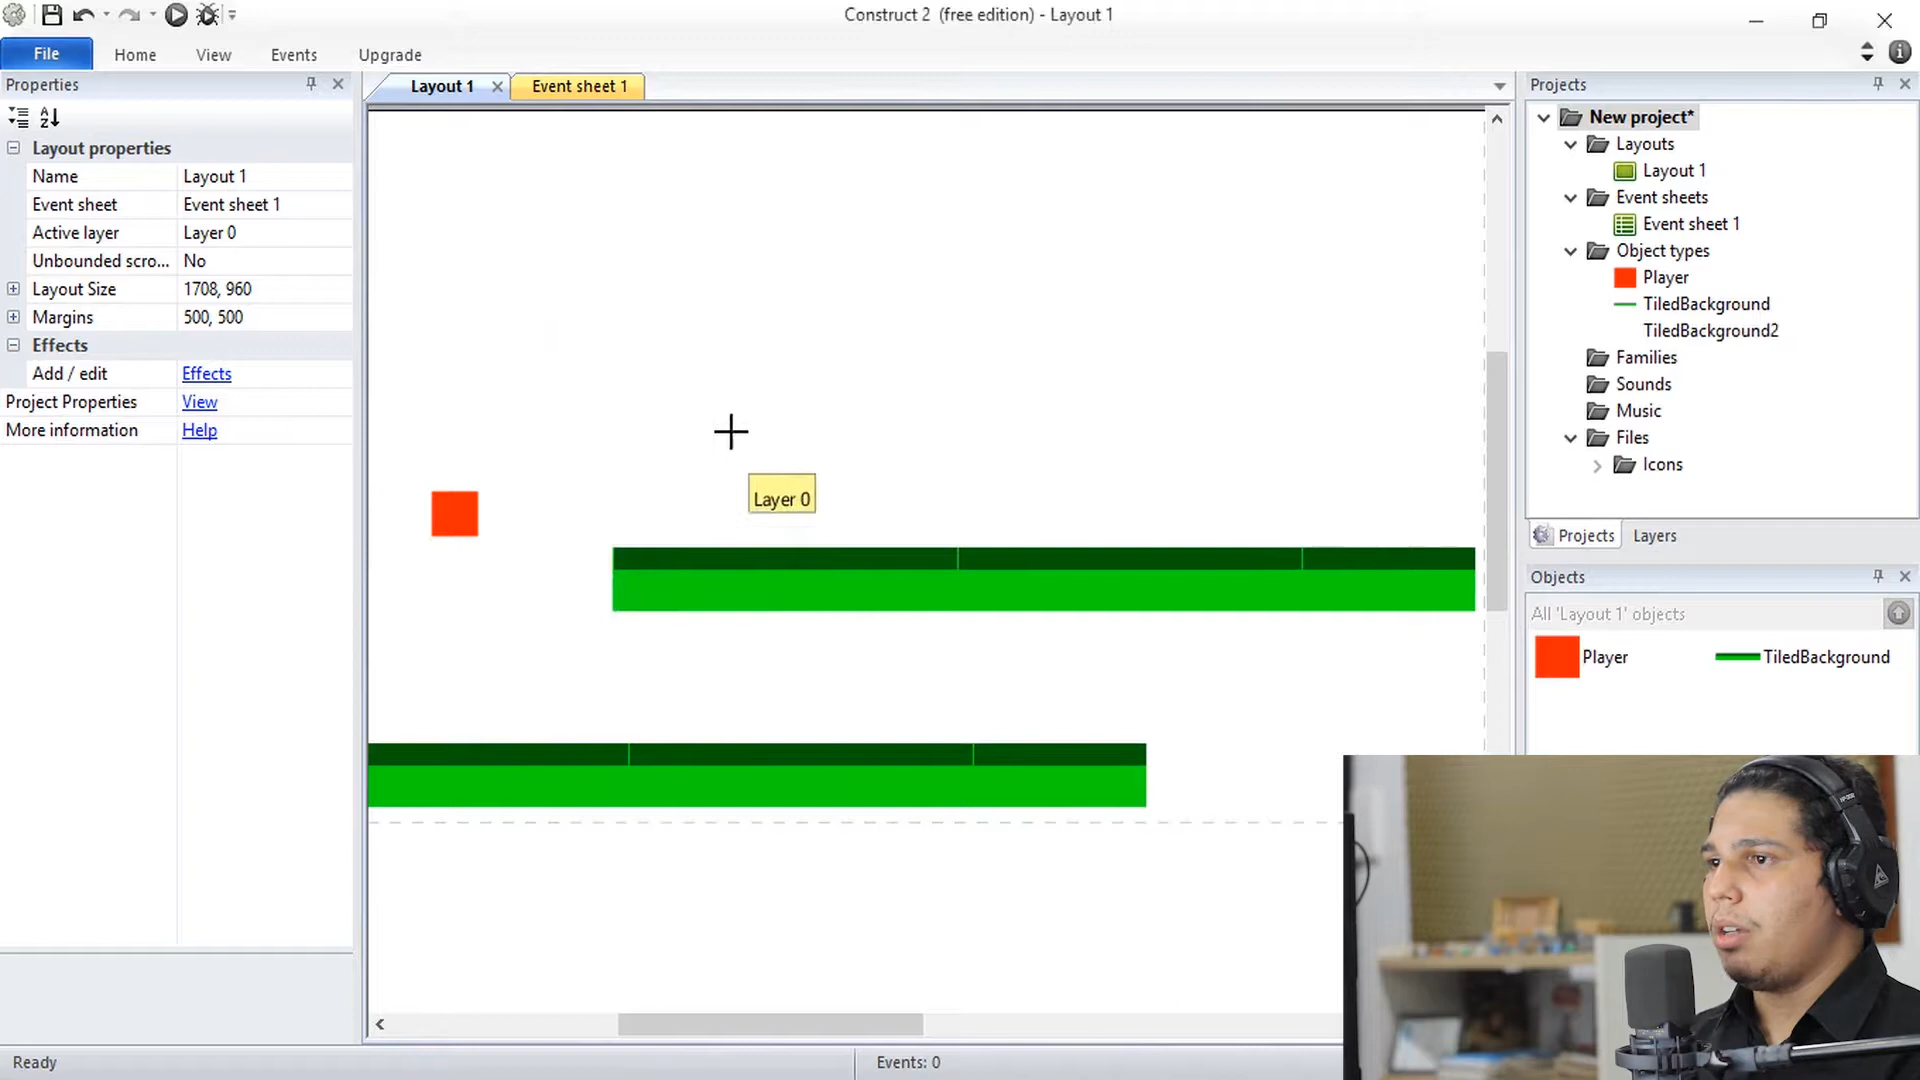 Construct 2 (free edition) - Layout 1
File
Home
View
Events
Upgrade
Properties
Layout 1
Event sheet 1
Projects
A
Z
Layout properties
Name
Layout 1
Event sheet
Event sheet 1
Active layer
Layer 0
Unbounded scro...
No
Layout Size
1708, 960
Margins
500, 500
Effects
Add / edit
Effects
Project Properties
View
More information
Help
Layer 0
New project*
Layouts
Layout 1
Event sheets
Event sheet 1
Object types
Player
TiledBackground
TiledBackground2
Families
Sounds
Music
Files
Icons
Projects
Layers
Objects
All 'Layout 1' objects
Player
TiledBackground
Ready
Events: 0